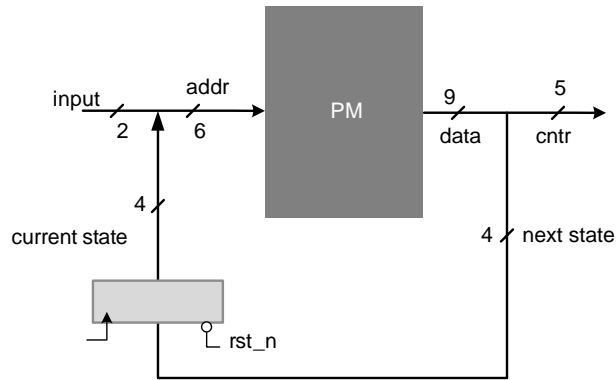 addr
input
2
6
PM
9
data
5
cntr
4
current state
4
next state
rst_n